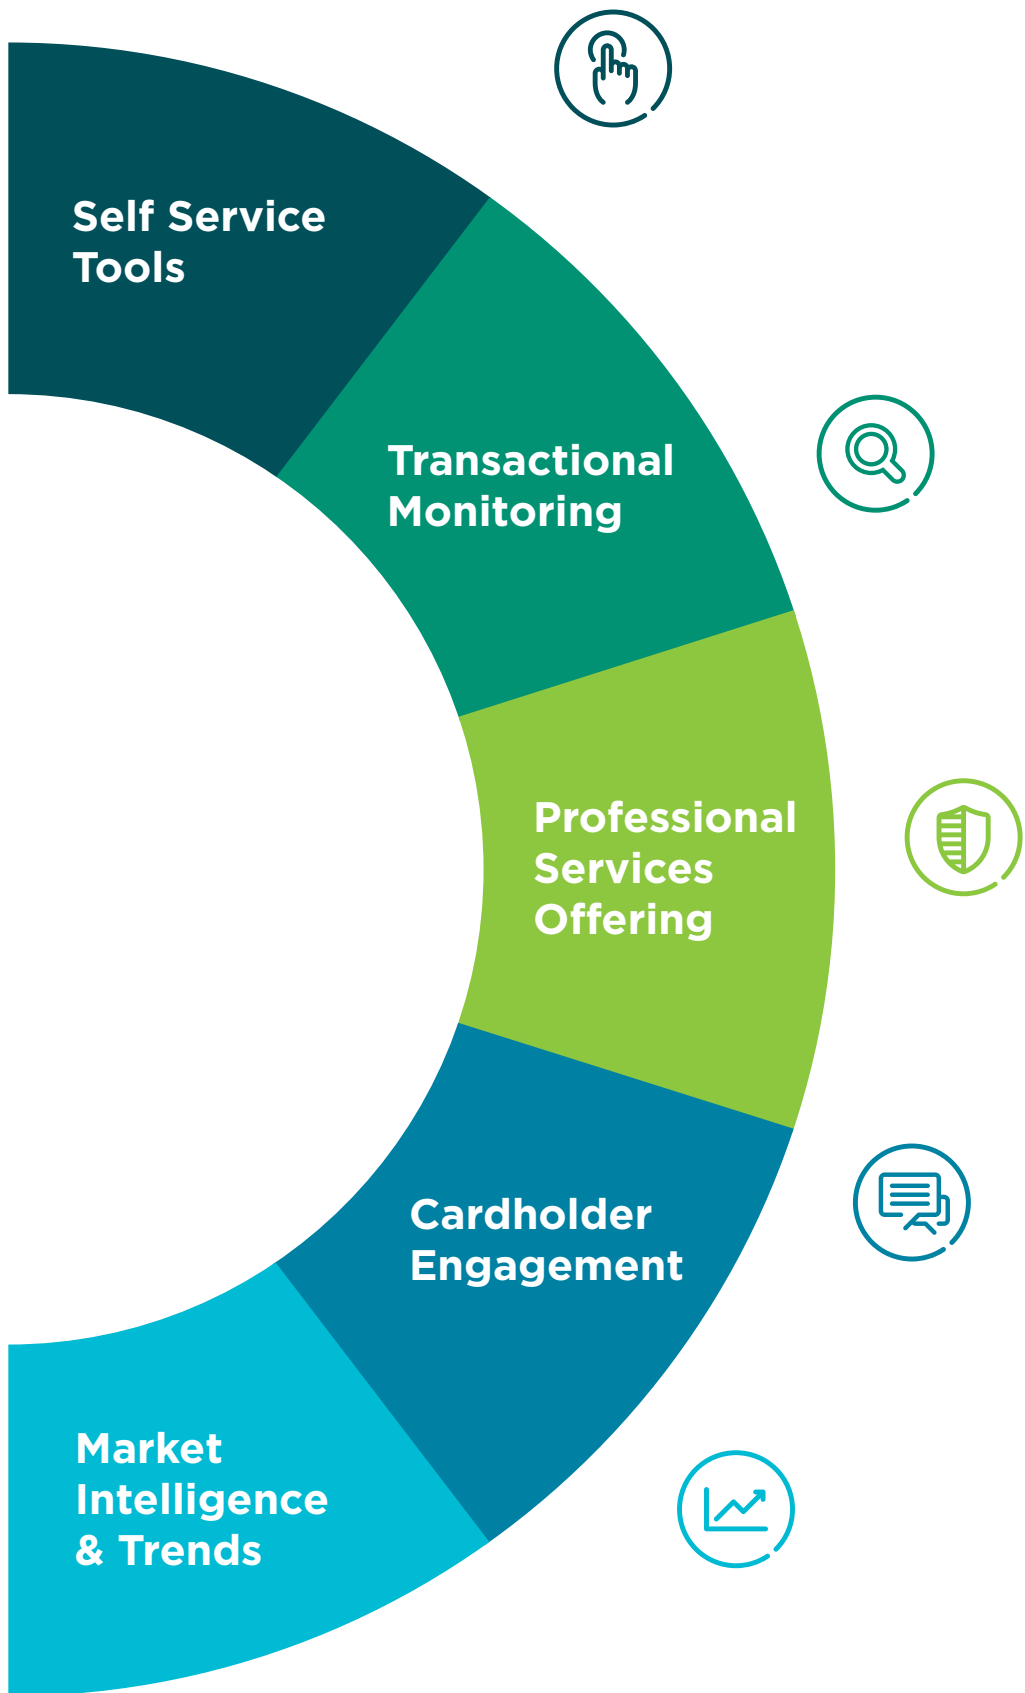 Self Service
Tools
Transactional
Monitoring
Professional
Services
Offering
Cardholder
Engagement
Market
Intelligence
& Trends